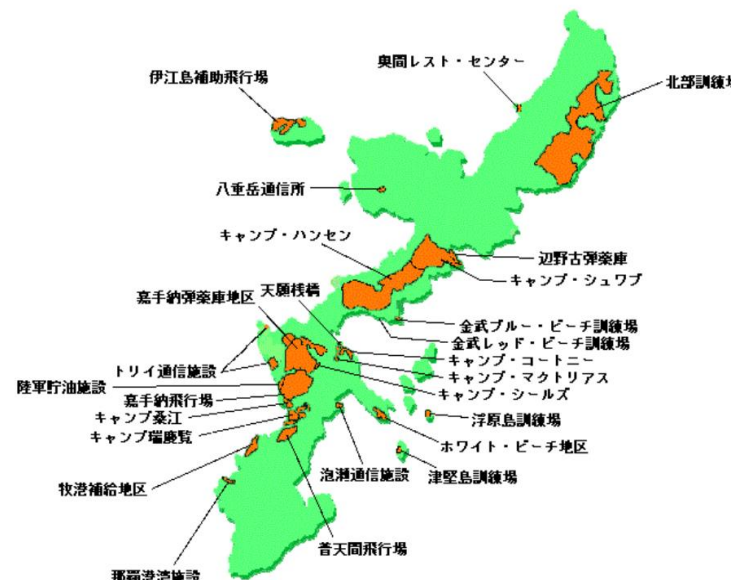 奥間レスト・センター
伊江島補助飛行場
北部訓練場
八重岳通信所
キャンプ・ハンセン
辺野古弾薬庫
キャンプ・シュワブ
天願桟橋
嘉手納弾薬庫地区
金武ブルー・ビーチ訓練場
金武レッド・ビーチ訓練場
トリイ通信施設
キャンプ・コートニー
キャンプ・マクトリアス
陸軍貯油施設
キャンプ・シールズ
嘉手納飛行場
キャンプ桑江
浮原島訓練場
キャンプ瑞慶覧
ホワイト・ビーチ地区
泡瀬通信施設
津堅島訓練場
牧港補給地区
普天間飛行場
那覇港湾施設